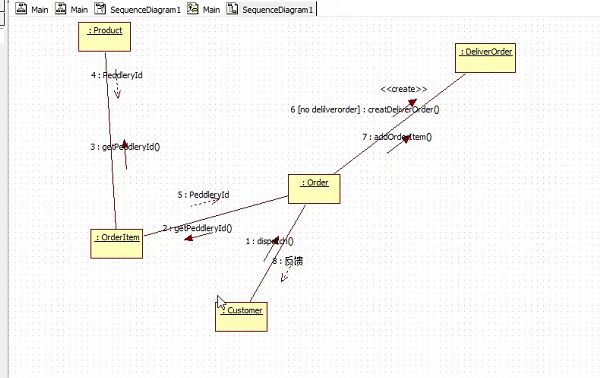 Main Main SequenceDiagram1 Main SequenceDiagram1
: Product
: DeliverOrder
4 : PeddleryId
<<create>>
6 [no delilverorder] : creatDeliverOrder()
7 : addOrderItem()
3 : getPeddleryId()
: Order
5 : PeddleryId
2 : getPeddleryId()
: OrderItem
1 : dispatch()
8 : 反馈
: Customer